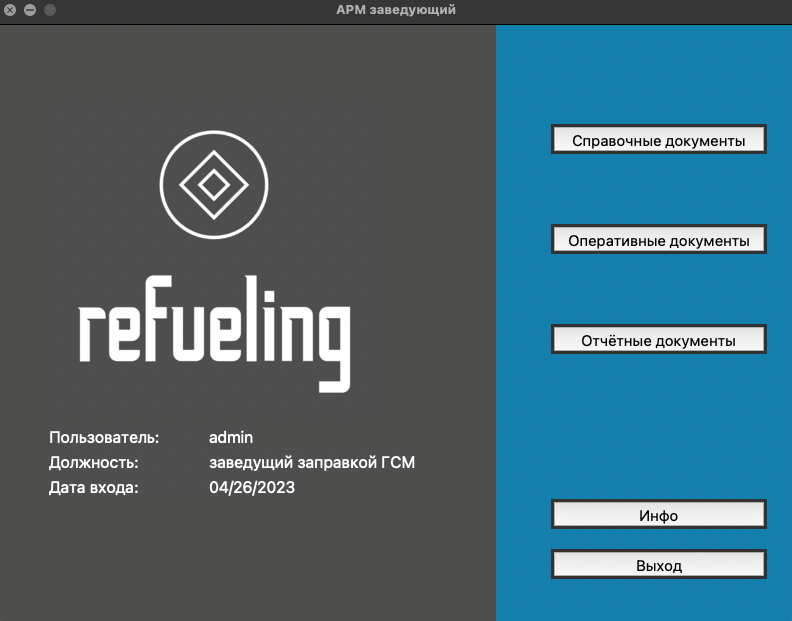 АРМ заведующий
refueling
Пользователь: admin
Должность: заведущий заправкой ГСМ
Дата входа: 04/26/2023
Справочные документы
Оперативные документы
Отчётные документы
Инфо
Выход